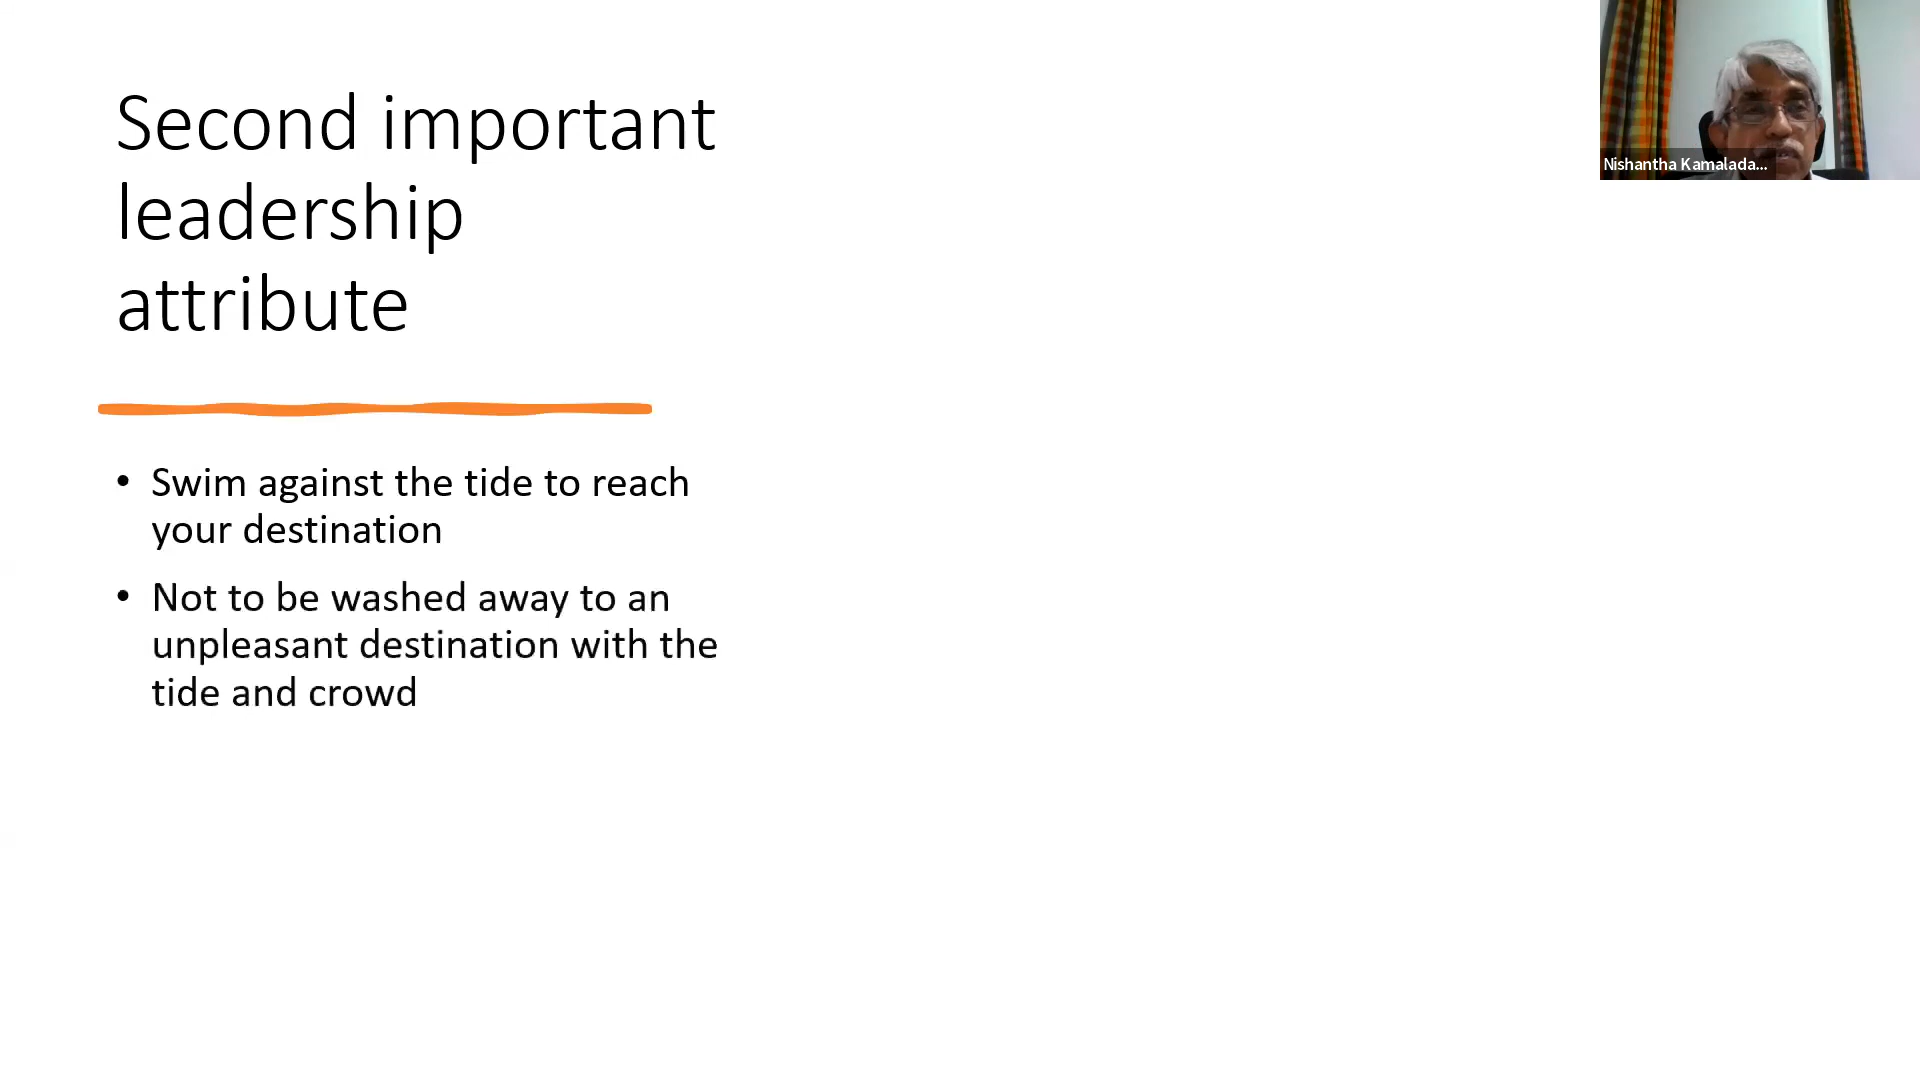 Second important
leadership
attribute
• Swim against the tide to reach
your destination
• Not to be washed away to an
unpleasant destination with the
tide and crowd
Nishantha Kamalada...